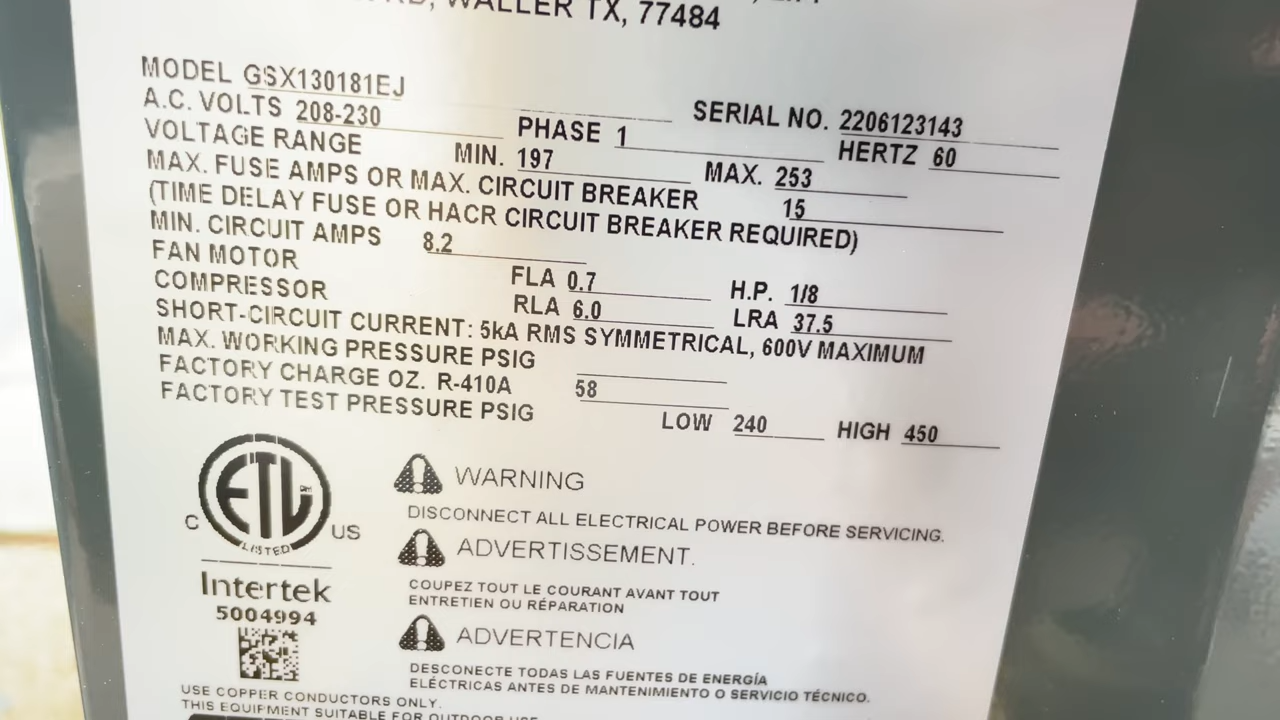 WALLER TX, 77484
MODEL GSX130181EJ SERIAL NO. 2206123143
A.C. VOLTS 208-230 PHASE 1 HERTZ 60
VOLTAGE RANGE MIN. 197 MAX. 253
MAX. FUSE AMPS OR MAX. CIRCUIT BREAKER 15
(TIME DELAY FUSE OR HACR CIRCUIT BREAKER REQUIRED)
MIN. CIRCUIT AMPS 8.2
FAN MOTOR FLA 0.7 H.P. 1/8
COMPRESSOR RLA 6.0 LRA 37.5
SHORT-CIRCUIT CURRENT: 5kA RMS SYMMETRICAL, 600V MAXIMUM
MAX. WORKING PRESSURE PSIG
FACTORY CHARGE OZ. R-410A 58
FACTORY TEST PRESSURE PSIG LOW 240 HIGH 450
ETL
LISTED
C US
Intertek
5004994
WARNING
DISCONNECT ALL ELECTRICAL POWER BEFORE SERVICING.
ADVERTISSEMENT.
COUPEZ TOUT LE COURANT AVANT TOUT
ENTRETIEN OU RÉPARATION
ADVERTENCIA
DESCONECTE TODAS LAS FUENTES DE ENERGÍA
ELÉCTRICAS ANTES DE MANTENIMIENTO O SERVICIO TÉCNICO.
USE COPPER CONDUCTORS ONLY.
THIS EQUIPMENT SUITABLE FOR OUTDOOR USE